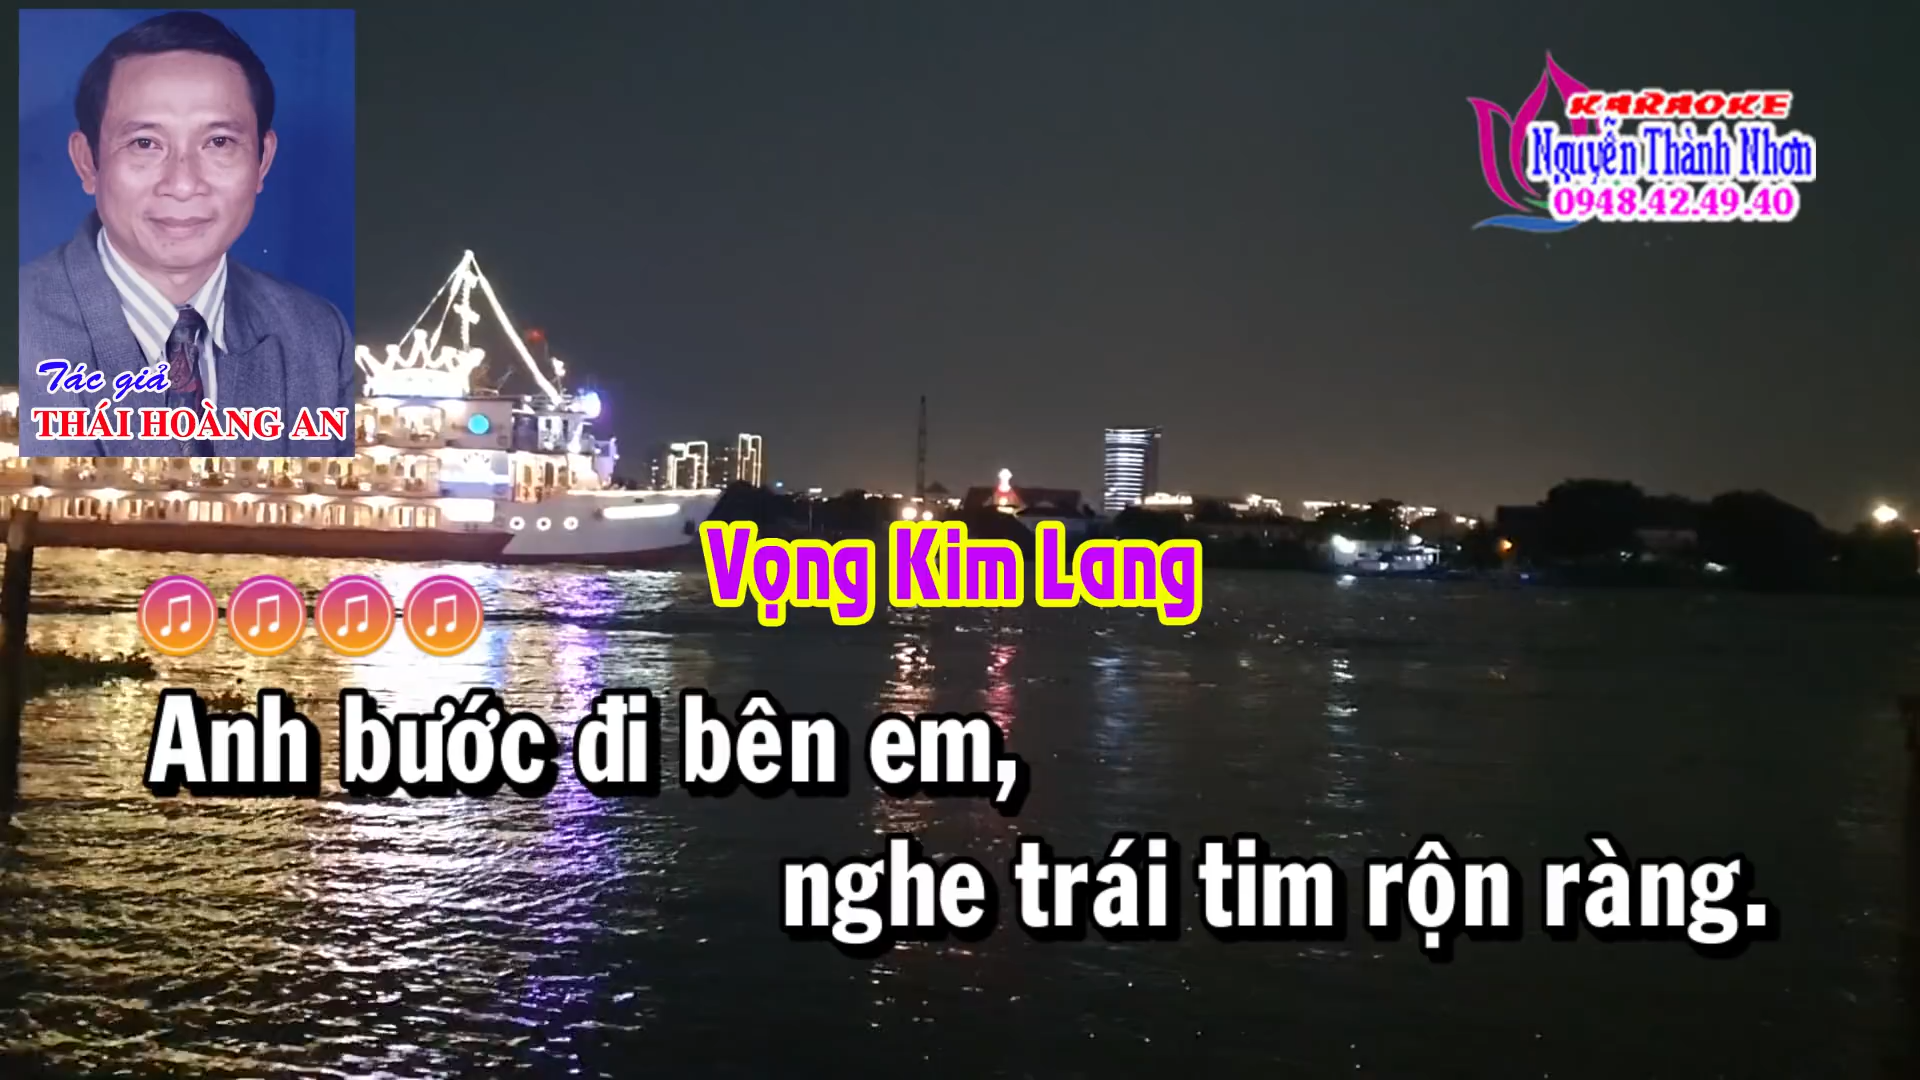 KARAOKE
Nguyễn Thành Nhơn
0948.42.49.40
Tác giả
THÁI HOÀNG AN
Vọng Kim Lang
Anh bước đi bên em,
nghe trái tim rộn ràng.